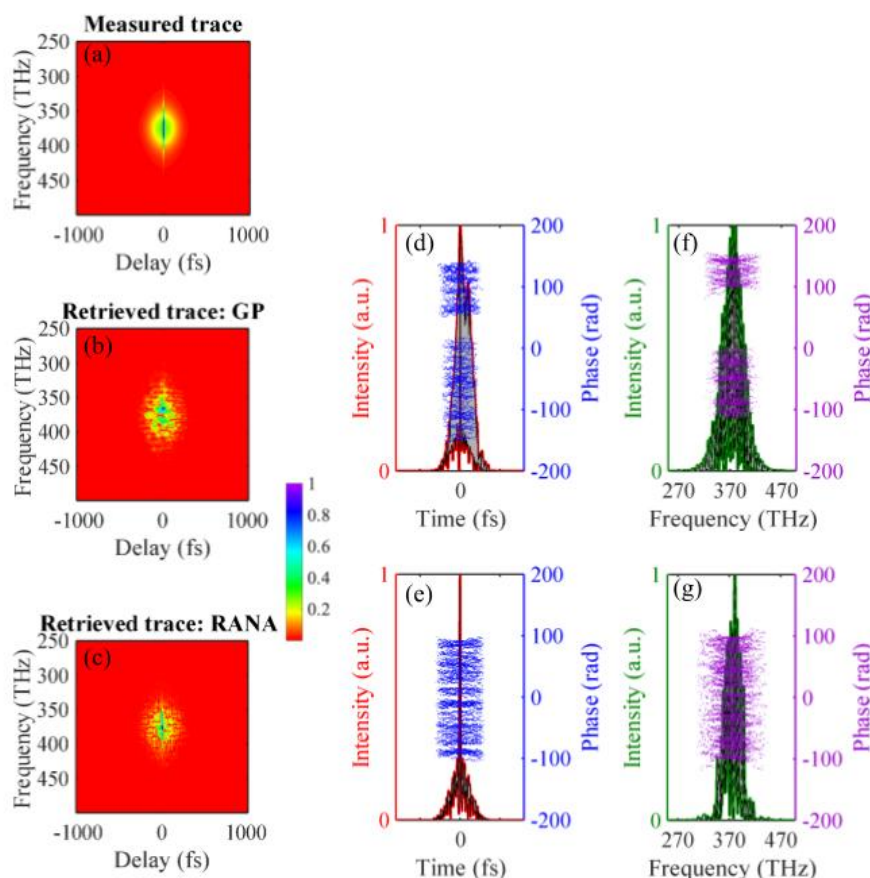 Measured trace
(a)
250
300
350
400
450
Frequency (THz)
-1000 0 1000
Delay (fs)
Retrieved trace: GP
(b)
250
300
350
400
450
Frequency (THz)
-1000 0 1000
Delay (fs)
Retrieved trace: RANA
(c)
250
300
350
400
450
Frequency (THz)
-1000 0 1000
Delay (fs)
1
0.8
0.6
0.4
0.2
(d)
1
0
Intensity (a.u.)
200
100
0
-100
-200
Phase (rad)
0
Time (fs)
(f)
1
0
Intensity (a.u.)
200
100
0
-100
-200
Phase (rad)
270 370 470
Frequency (THz)
(e)
1
0
Intensity (a.u.)
200
100
0
-100
-200
Phase (rad)
0
Time (fs)
(g)
1
0
Intensity (a.u.)
200
100
0
-100
-200
Phase (rad)
270 370 470
Frequency (THz)